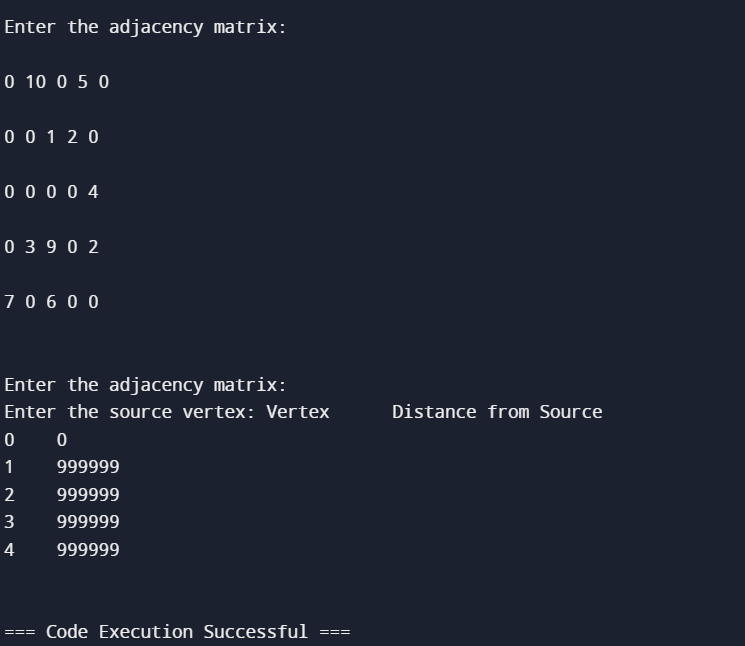 Enter the adjacency matrix:
0 10 0 5 0
0 0 1 2 0
0 0 0 0 4
0 3 9 0 2
7 0 6 0 0
Enter the adjacency matrix:
Enter the source vertex: Vertex      Distance from Source
0    0
1    999999
2    999999
3    999999
4    999999
=== Code Execution Successful ===